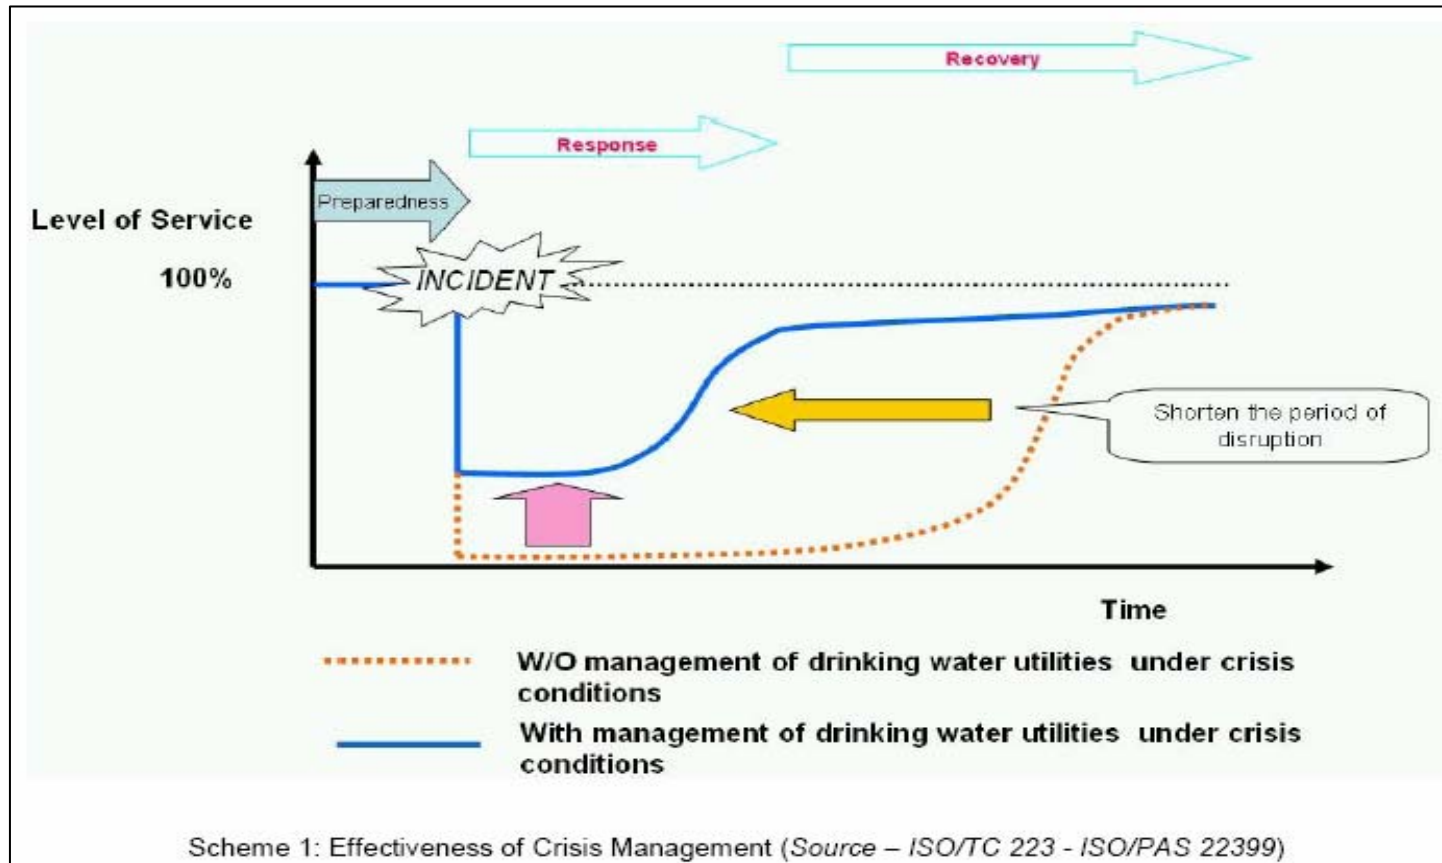 Recovery
Response
Preparedness
Level of Service
100%
INCIDENT
Shorten the period of
disruption
Time
W/O management of drinking water utilities under crisis
conditions
With management of drinking water utilities under crisis
conditions
Scheme 1: Effectiveness of Crisis Management (Source – ISO/TC 223 - ISO/PAS 22399)